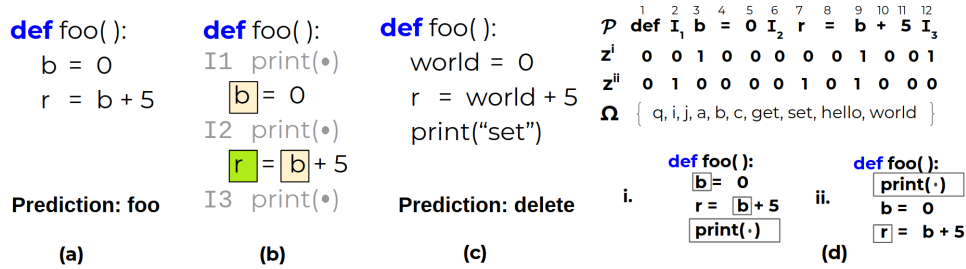 def foo( ):
b = 0
r = b + 5
Prediction: foo
(a)
def foo( ):
I1 print(•)
b = 0
I2 print(•)
r = b + 5
I3 print(•)
(b)
def foo( ):
world = 0
r = world + 5
print(“set”)
Prediction: delete
(c)
1 2 3 4 5 6 7 8 9 10 11 12
P def I1 b = 0 I2 r = b + 5 I3
z^i 0 0 1 0 0 0 0 0 1 0 0 1
z^ii 0 1 0 0 0 0 1 0 1 0 0 0
Ω { q, i, j, a, b, c, get, set, hello, world }
i.
def foo( ):
b = 0
r = b + 5
print(•)
ii.
def foo( ):
print(•)
b = 0
r = b + 5
(d)